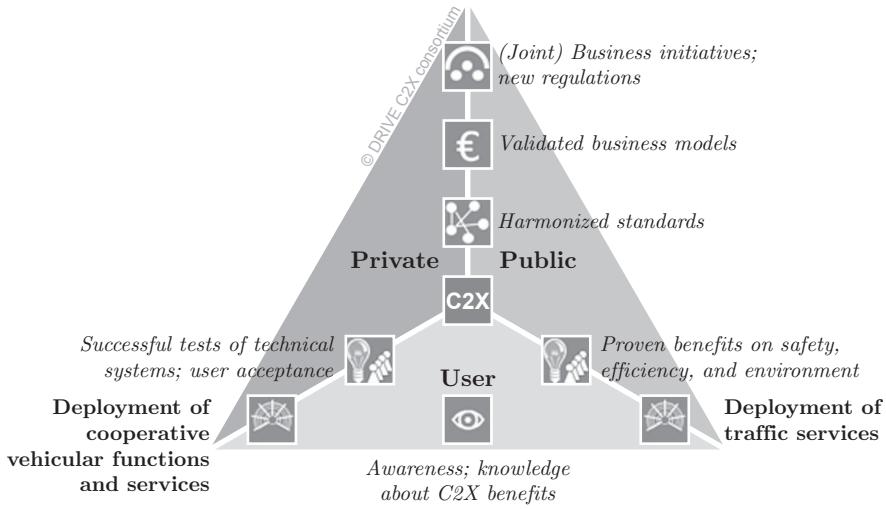 © DRIVE C2X consortium
(Joint) Business initiatives;
new regulations
€
Validated business models
Harmonized standards
Private
Public
C2X
Successful tests of technical
systems; user acceptance
Proven benefits on safety,
efficiency, and environment
User
Deployment of
cooperative
vehicular functions
and services
Deployment of
traffic services
Awareness; knowledge
about C2X benefits